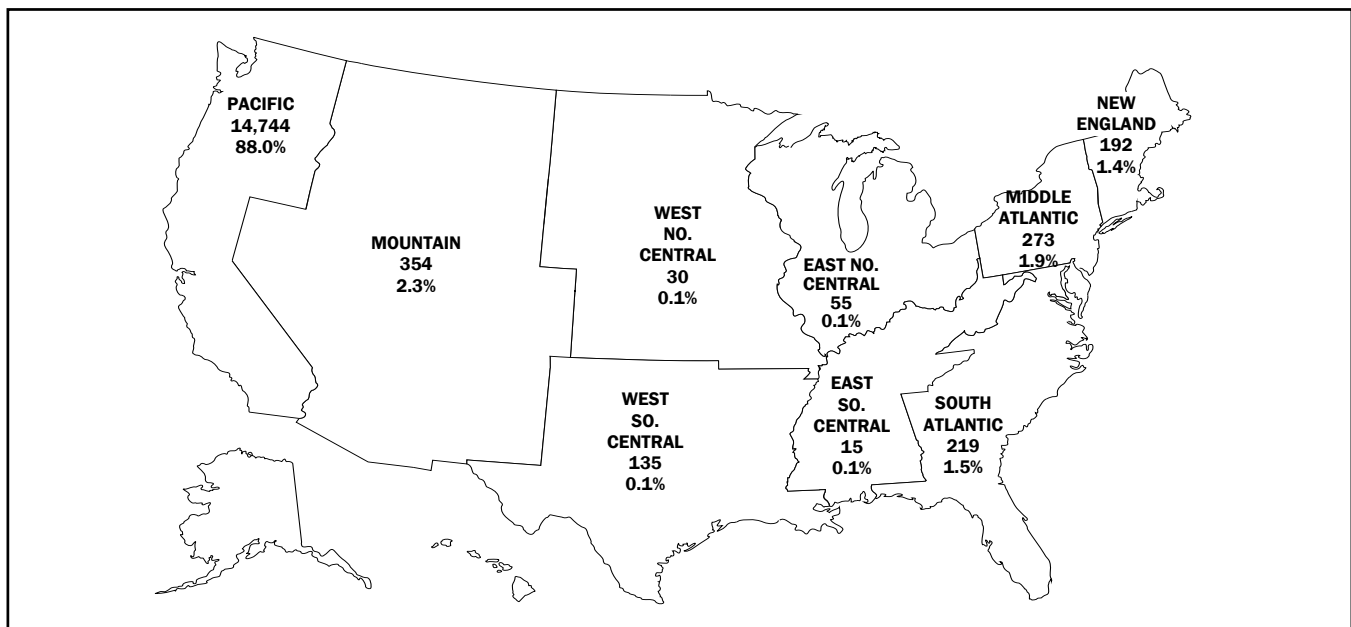 PACIFIC
14,744
88.0%
MOUNTAIN
354
2.3%
WEST
NO.
CENTRAL
30
0.1%
EAST NO.
CENTRAL
55
0.1%
NEW
ENGLAND
192
1.4%
MIDDLE
ATLANTIC
273
1.9%
WEST
SO.
CENTRAL
135
0.1%
EAST
SO.
CENTRAL
15
0.1%
SOUTH
ATLANTIC
219
1.5%